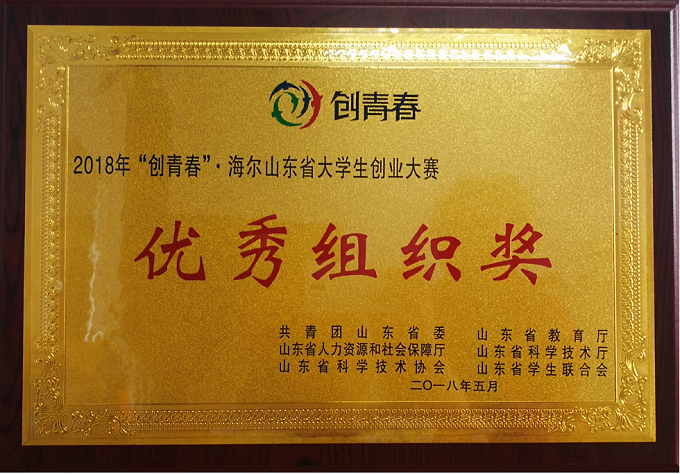 创青春
2018年“创青春”·海尔山东省大学生创业大赛
优秀组织奖
共青团山东省委 山东省教育厅
山东省人力资源和社会保障厅 山东省科学技术厅
山东省科学技术协会 山东省学生联合会
二〇一八年五月